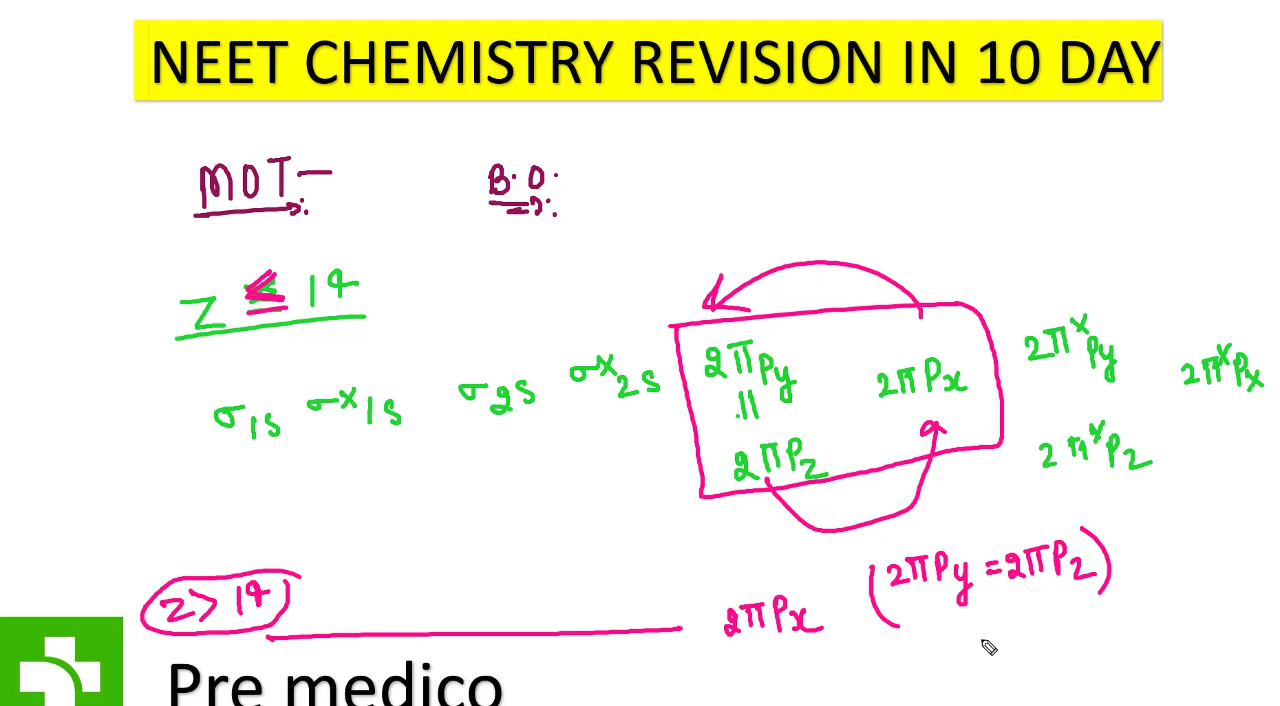 NEET CHEMISTRY REVISION IN 10 DAY
MOT – B.O.
Z ≤ 14
σ1s σ*1s σ2s σ*2s 2πPy 2πPx 2π*Py 2π*Px
॥
2πPz 2π*Pz
Z > 14 2πPx (2πPy = 2πPz)
Pre medico